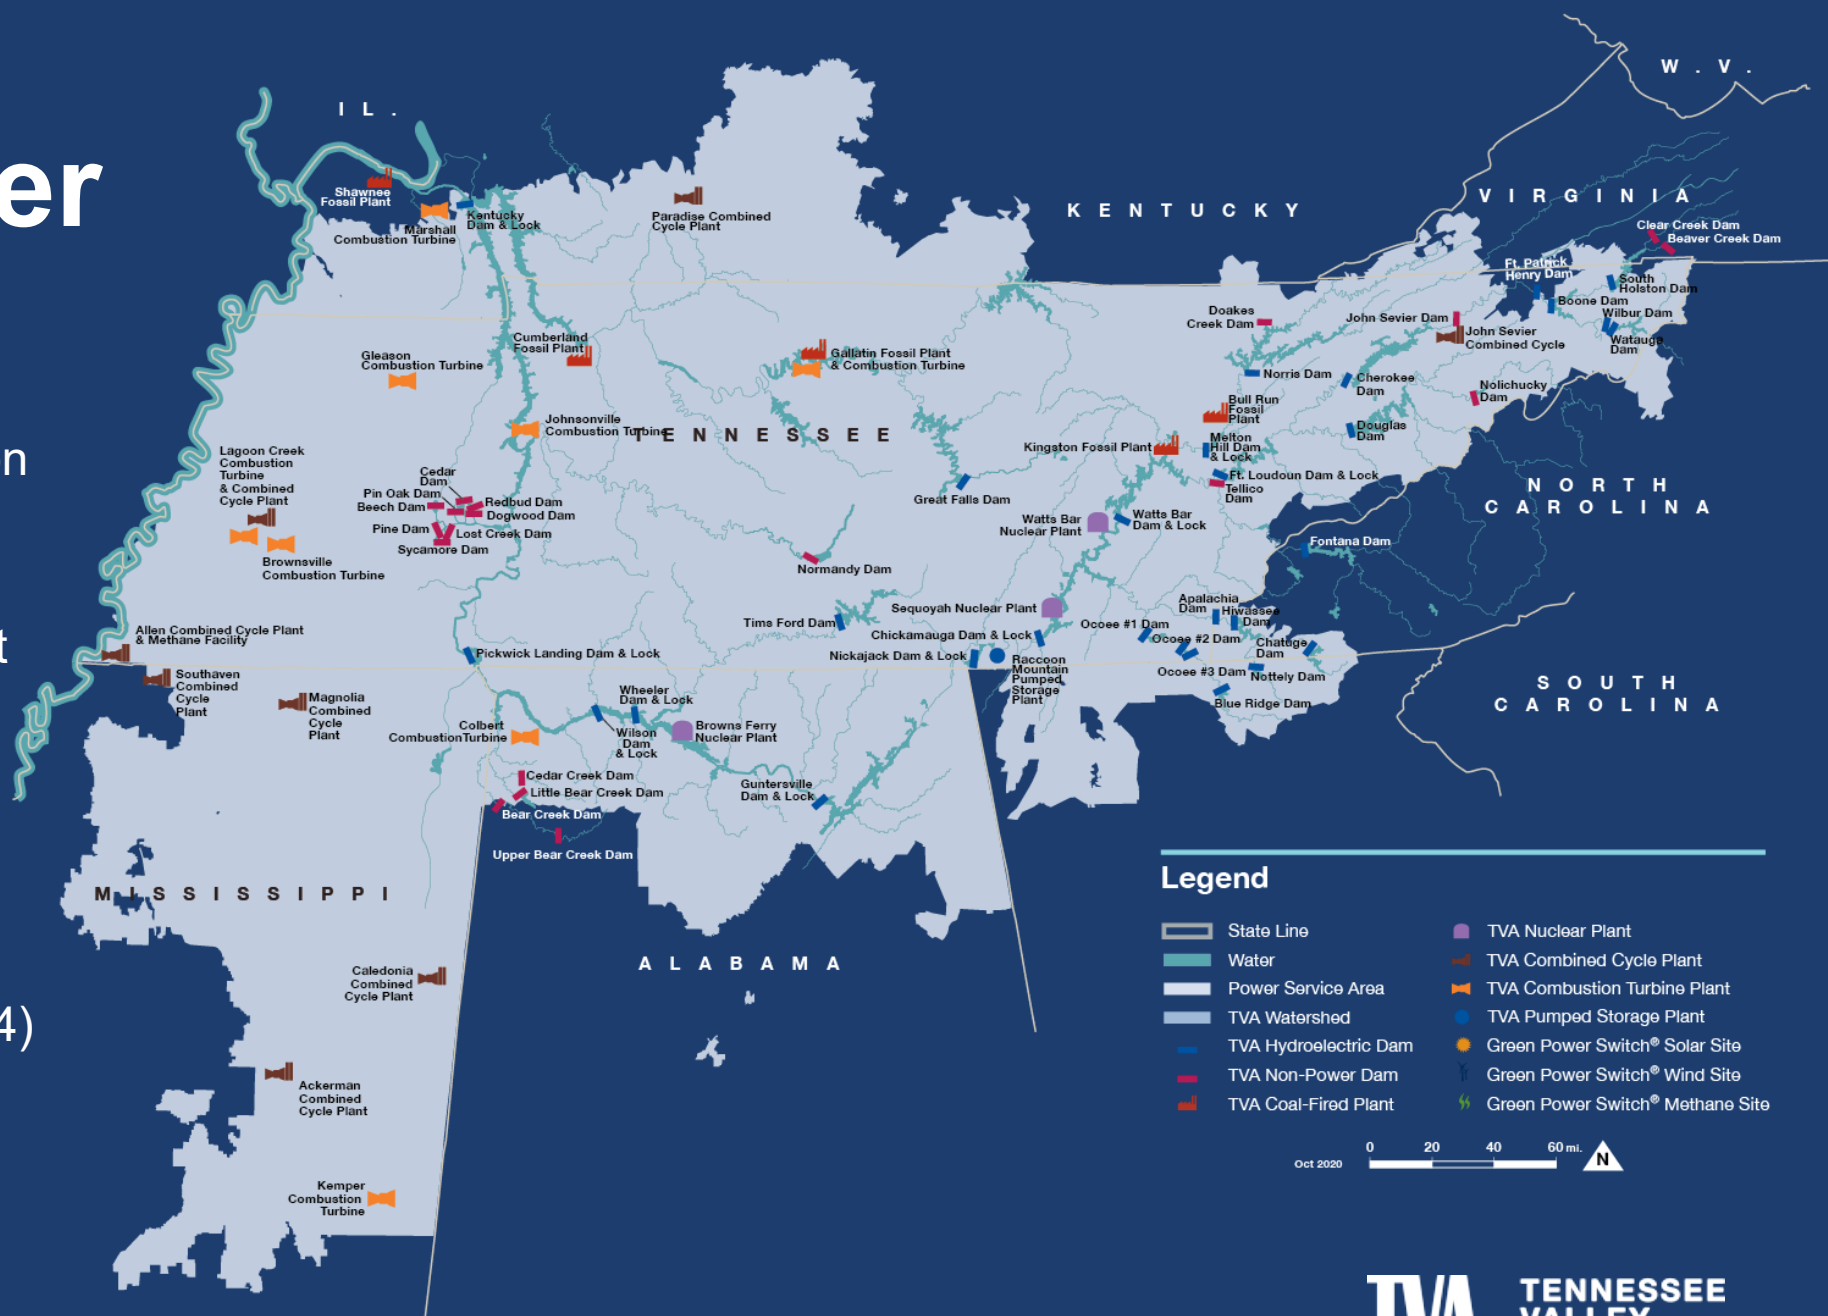 er
n
t
4)
I L .
W . V .
KENTUCKY
VIRGINIA
TENNESSEE
NORTH
CAROLINA
SOUTH
CAROLINA
MISSISSIPPI
ALABAMA
Shawnee
Fossil Plant
Marshall
Combustion Turbine
Kentucky
Dam & Lock
Paradise Combined
Cycle Plant
Clear Creek Dam
Beaver Creek Dam
Ft. Patrick
Henry Dam
South
Holston Dam
Boone Dam
Wilbur Dam
Watauga
Dam
Doakes
Creek Dam
John Sevier Dam
John Sevier
Combined Cycle
Cumberland
Fossil Plant
Gleason
Combustion Turbine
Gallatin Fossil Plant
& Combustion Turbine
Norris Dam
Cherokee
Dam
Nolichucky
Dam
Bull Run
Fossil
Plant
Johnsonville
Combustion Turbine
Douglas
Dam
Kingston Fossil Plant
Melton
Hill Dam
& Lock
Ft. Loudoun Dam & Lock
Tellico
Dam
Lagoon Creek
Combustion
Turbine
& Combined
Cycle Plant
Cedar
Dam
Pin Oak Dam
Beech Dam
Redbud Dam
Dogwood Dam
Pine Dam
Lost Creek Dam
Sycamore Dam
Great Falls Dam
Watts Bar
Nuclear Plant
Watts Bar
Dam & Lock
Fontana Dam
Brownsville
Combustion Turbine
Normandy Dam
Apalachia
Dam
Hiwassee
Dam
Sequoyah Nuclear Plant
Tims Ford Dam
Chickamauga Dam & Lock
Ocoee #1 Dam
Ocoee #2 Dam
Chatuge
Dam
Allen Combined Cycle Plant
& Methane Facility
Pickwick Landing Dam & Lock
Nickajack Dam & Lock
Raccoon
Mountain
Pumped
Storage
Plant
Ocoee #3 Dam
Nottely Dam
Blue Ridge Dam
Southaven
Combined
Cycle
Plant
Magnolia
Combined
Cycle
Plant
Wheeler
Dam & Lock
Colbert
CombustionTurbine
Wilson
Dam
& Lock
Browns Ferry
Nuclear Plant
Cedar Creek Dam
Little Bear Creek Dam
Guntersville
Dam & Lock
Bear Creek Dam
Upper Bear Creek Dam
Caledonia
Combined
Cycle Plant
Ackerman
Combined
Cycle Plant
Kemper
Combustion
Turbine
Legend
State Line
Water
Power Service Area
TVA Watershed
TVA Hydroelectric Dam
TVA Non-Power Dam
TVA Coal-Fired Plant
TVA Nuclear Plant
TVA Combined Cycle Plant
TVA Combustion Turbine Plant
TVA Pumped Storage Plant
Green Power Switch® Solar Site
Green Power Switch® Wind Site
Green Power Switch® Methane Site
0 20 40 60 mi.
Oct 2020
N
TVA
TENNESSEE
VALLEY